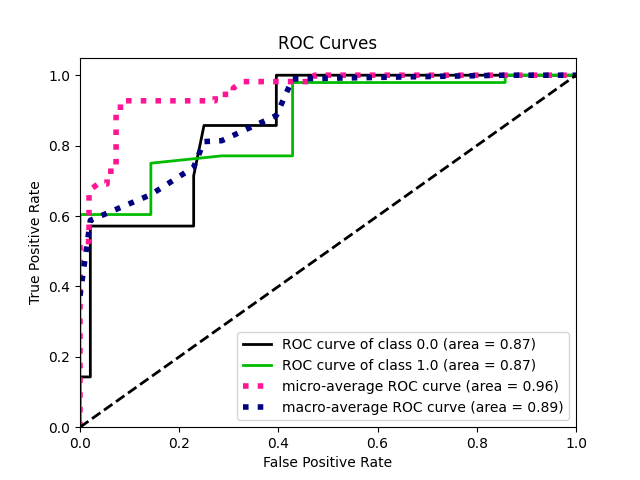 ROC Curves
True Positive Rate
1.0
0.8
0.6
0.4
0.2
0.0
ROC curve of class 0.0 (area = 0.87)
ROC curve of class 1.0 (area = 0.87)
micro-average ROC curve (area = 0.96)
macro-average ROC curve (area = 0.89)
0.0 0.2 0.4 0.6 0.8 1.0
False Positive Rate